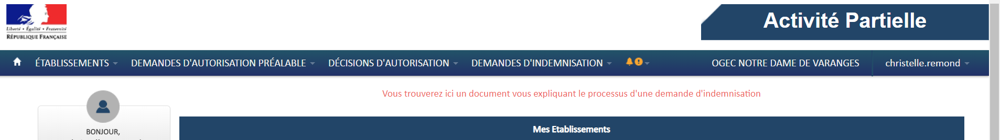 Liberté • Égalité • Fraternité
RÉPUBLIQUE FRANÇAISE
Activité Partielle
ÉTABLISSEMENTS
DEMANDES D'AUTORISATION PRÉALABLE
DÉCISIONS D'AUTORISATION
DEMANDES D'INDEMNISATION
OGEC NOTRE DAME DE VARANGES
christelle.remond
Vous trouverez ici un document vous expliquant le processus d'une demande d'indemnisation
BONJOUR,
Mes Etablissements